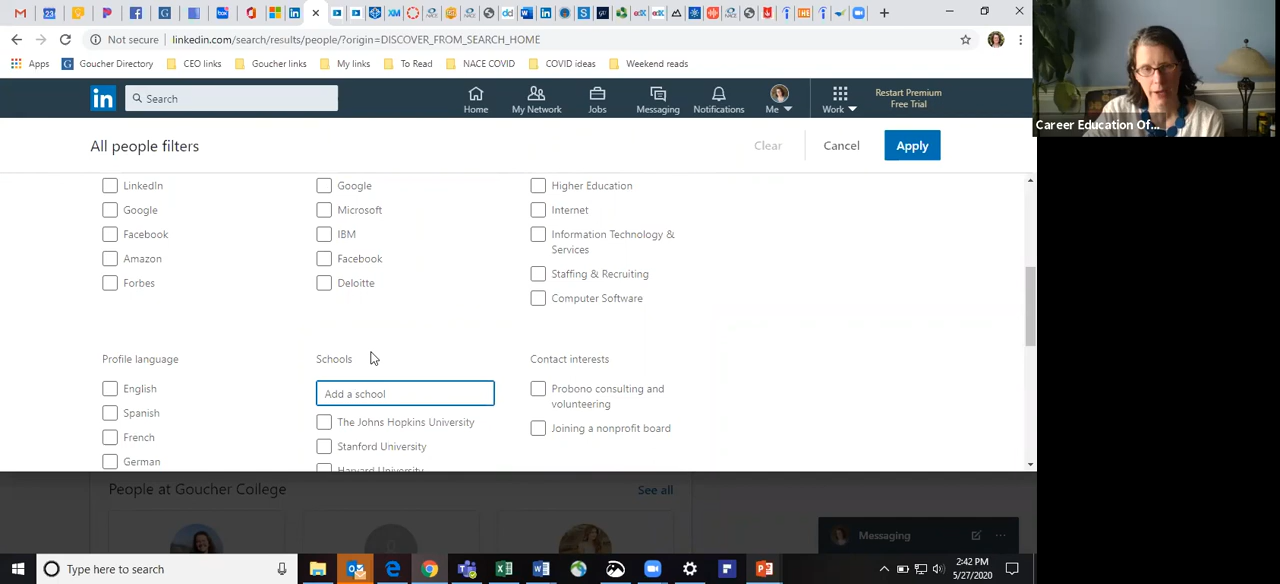 Not secure | linkedin.com/search/results/people/?origin=DISCOVER_FROM_SEARCH_HOME
Apps Goucher Directory CEO links Goucher links My links To Read NACE COVID COVID ideas Weekend reads
in Search Home My Network Jobs Messaging Notifications Me Work Restart Premium
Free Trial
Career Education Of...
All people filters Clear Cancel Apply
LinkedIn Google Higher Education
Google Microsoft Internet
Facebook IBM Information Technology &
Services
Amazon Facebook Staffing & Recruiting
Forbes Deloitte Computer Software
Profile language Schools Contact interests
English Add a school Probono consulting and
volunteering
Spanish The Johns Hopkins University Joining a nonprofit board
French Stanford University
German Harvard University
People at Goucher College See all
Messaging
Type here to search 2:42 PM
5/27/2020